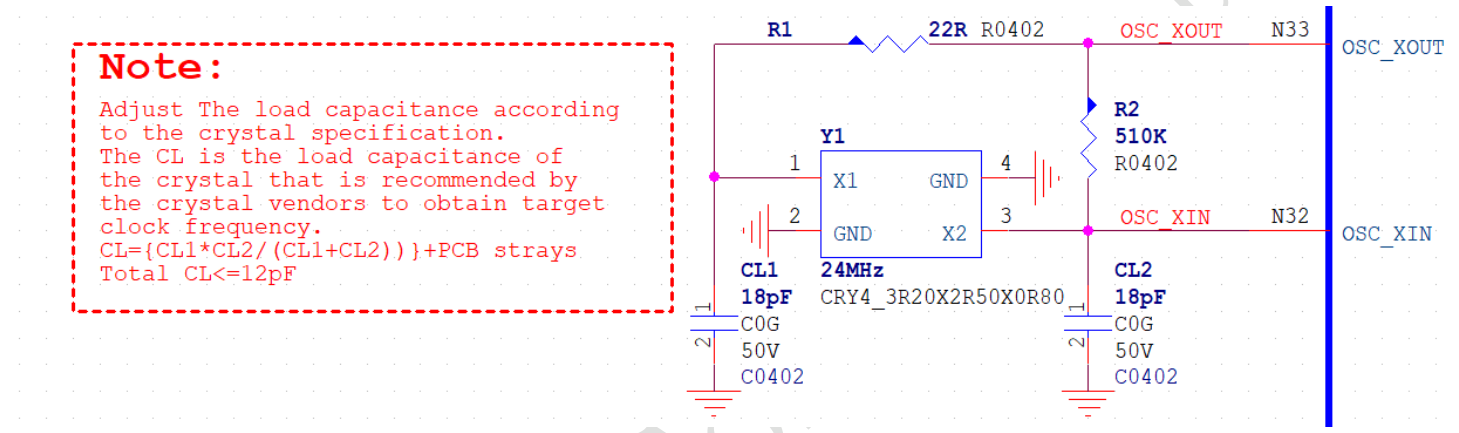 Note:
Adjust The load capacitance according
to the crystal specification.
The CL is the load capacitance of
the crystal that is recommended by
the crystal vendors to obtain target
clock frequency.
CL={CL1*CL2/(CL1+CL2))}+PCB strays
Total CL<=12pF
R1 22R R0402 OSC_XOUT N33
OSC_XOUT
R2
510K
R0402
Y1
1 4
X1 GND
2 3 OSC_XIN N32
GND X2 OSC_XIN
CL1 24MHz CL2
18pF CRY4_3R20X2R50X0R80 18pF
1 1
C0G C0G
2 2
50V 50V
C0402 C0402